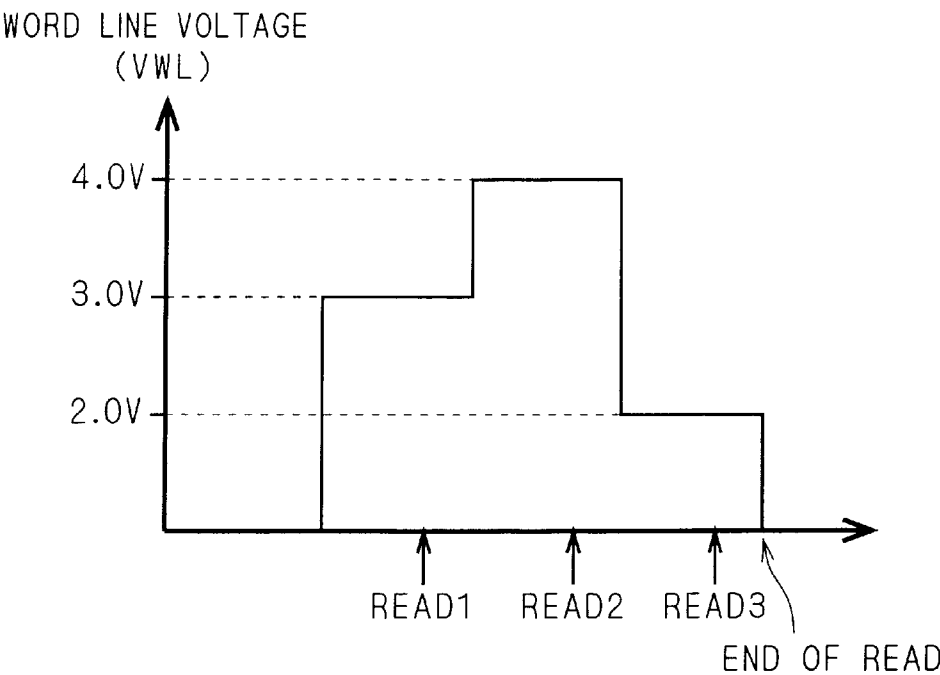 WORD LINE VOLTAGE
(VWL)
4.0V
3.0V
2.0V
READ1 READ2 READ3
END OF READ